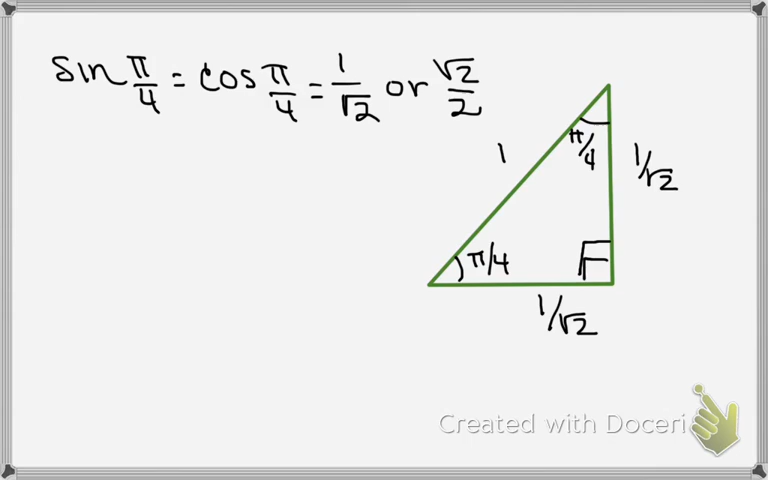 sin π/4 = cos π/4 = 1/√2 or √2/2
1
π/4
1/√2
π/4
1/√2
Created with Doceri